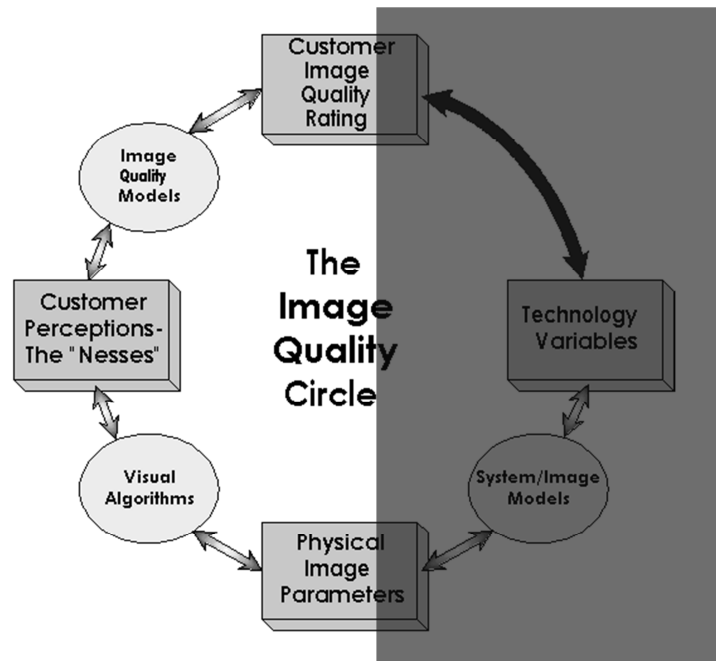 Customer
Image
Quality
Rating
Image
Quality
Models
The
Image
Quality
Circle
Customer
Perceptions-
The "Nesses"
Technology
Variables
Visual
Algorithms
System/Image
Models
Physical
Image
Parameters